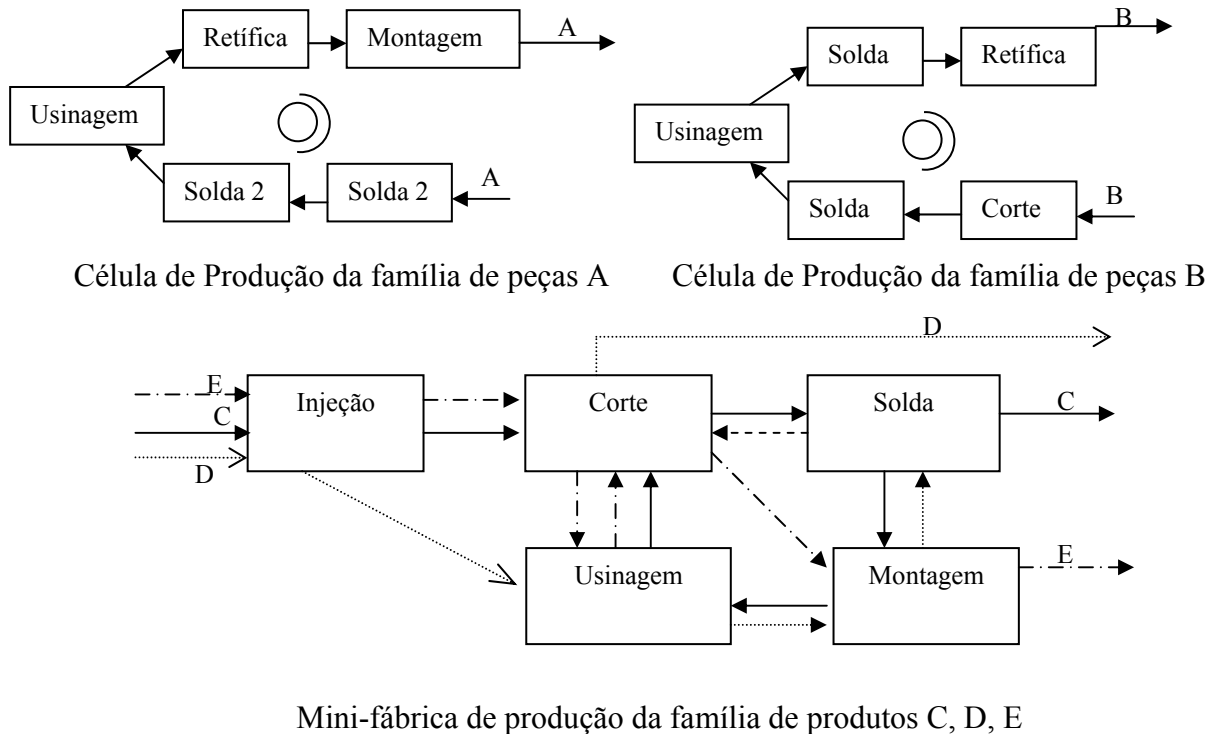 Retífica
Montagem
A
Usinagem
Solda 2
Solda 2
A
Célula de Produção da família de peças A
B
Solda
Retífica
Usinagem
Solda
Corte
B
Célula de Produção da família de peças B
D
E
C
D
Injeção
Corte
Solda
C
Usinagem
Montagem
E
Mini-fábrica de produção da família de produtos C, D, E